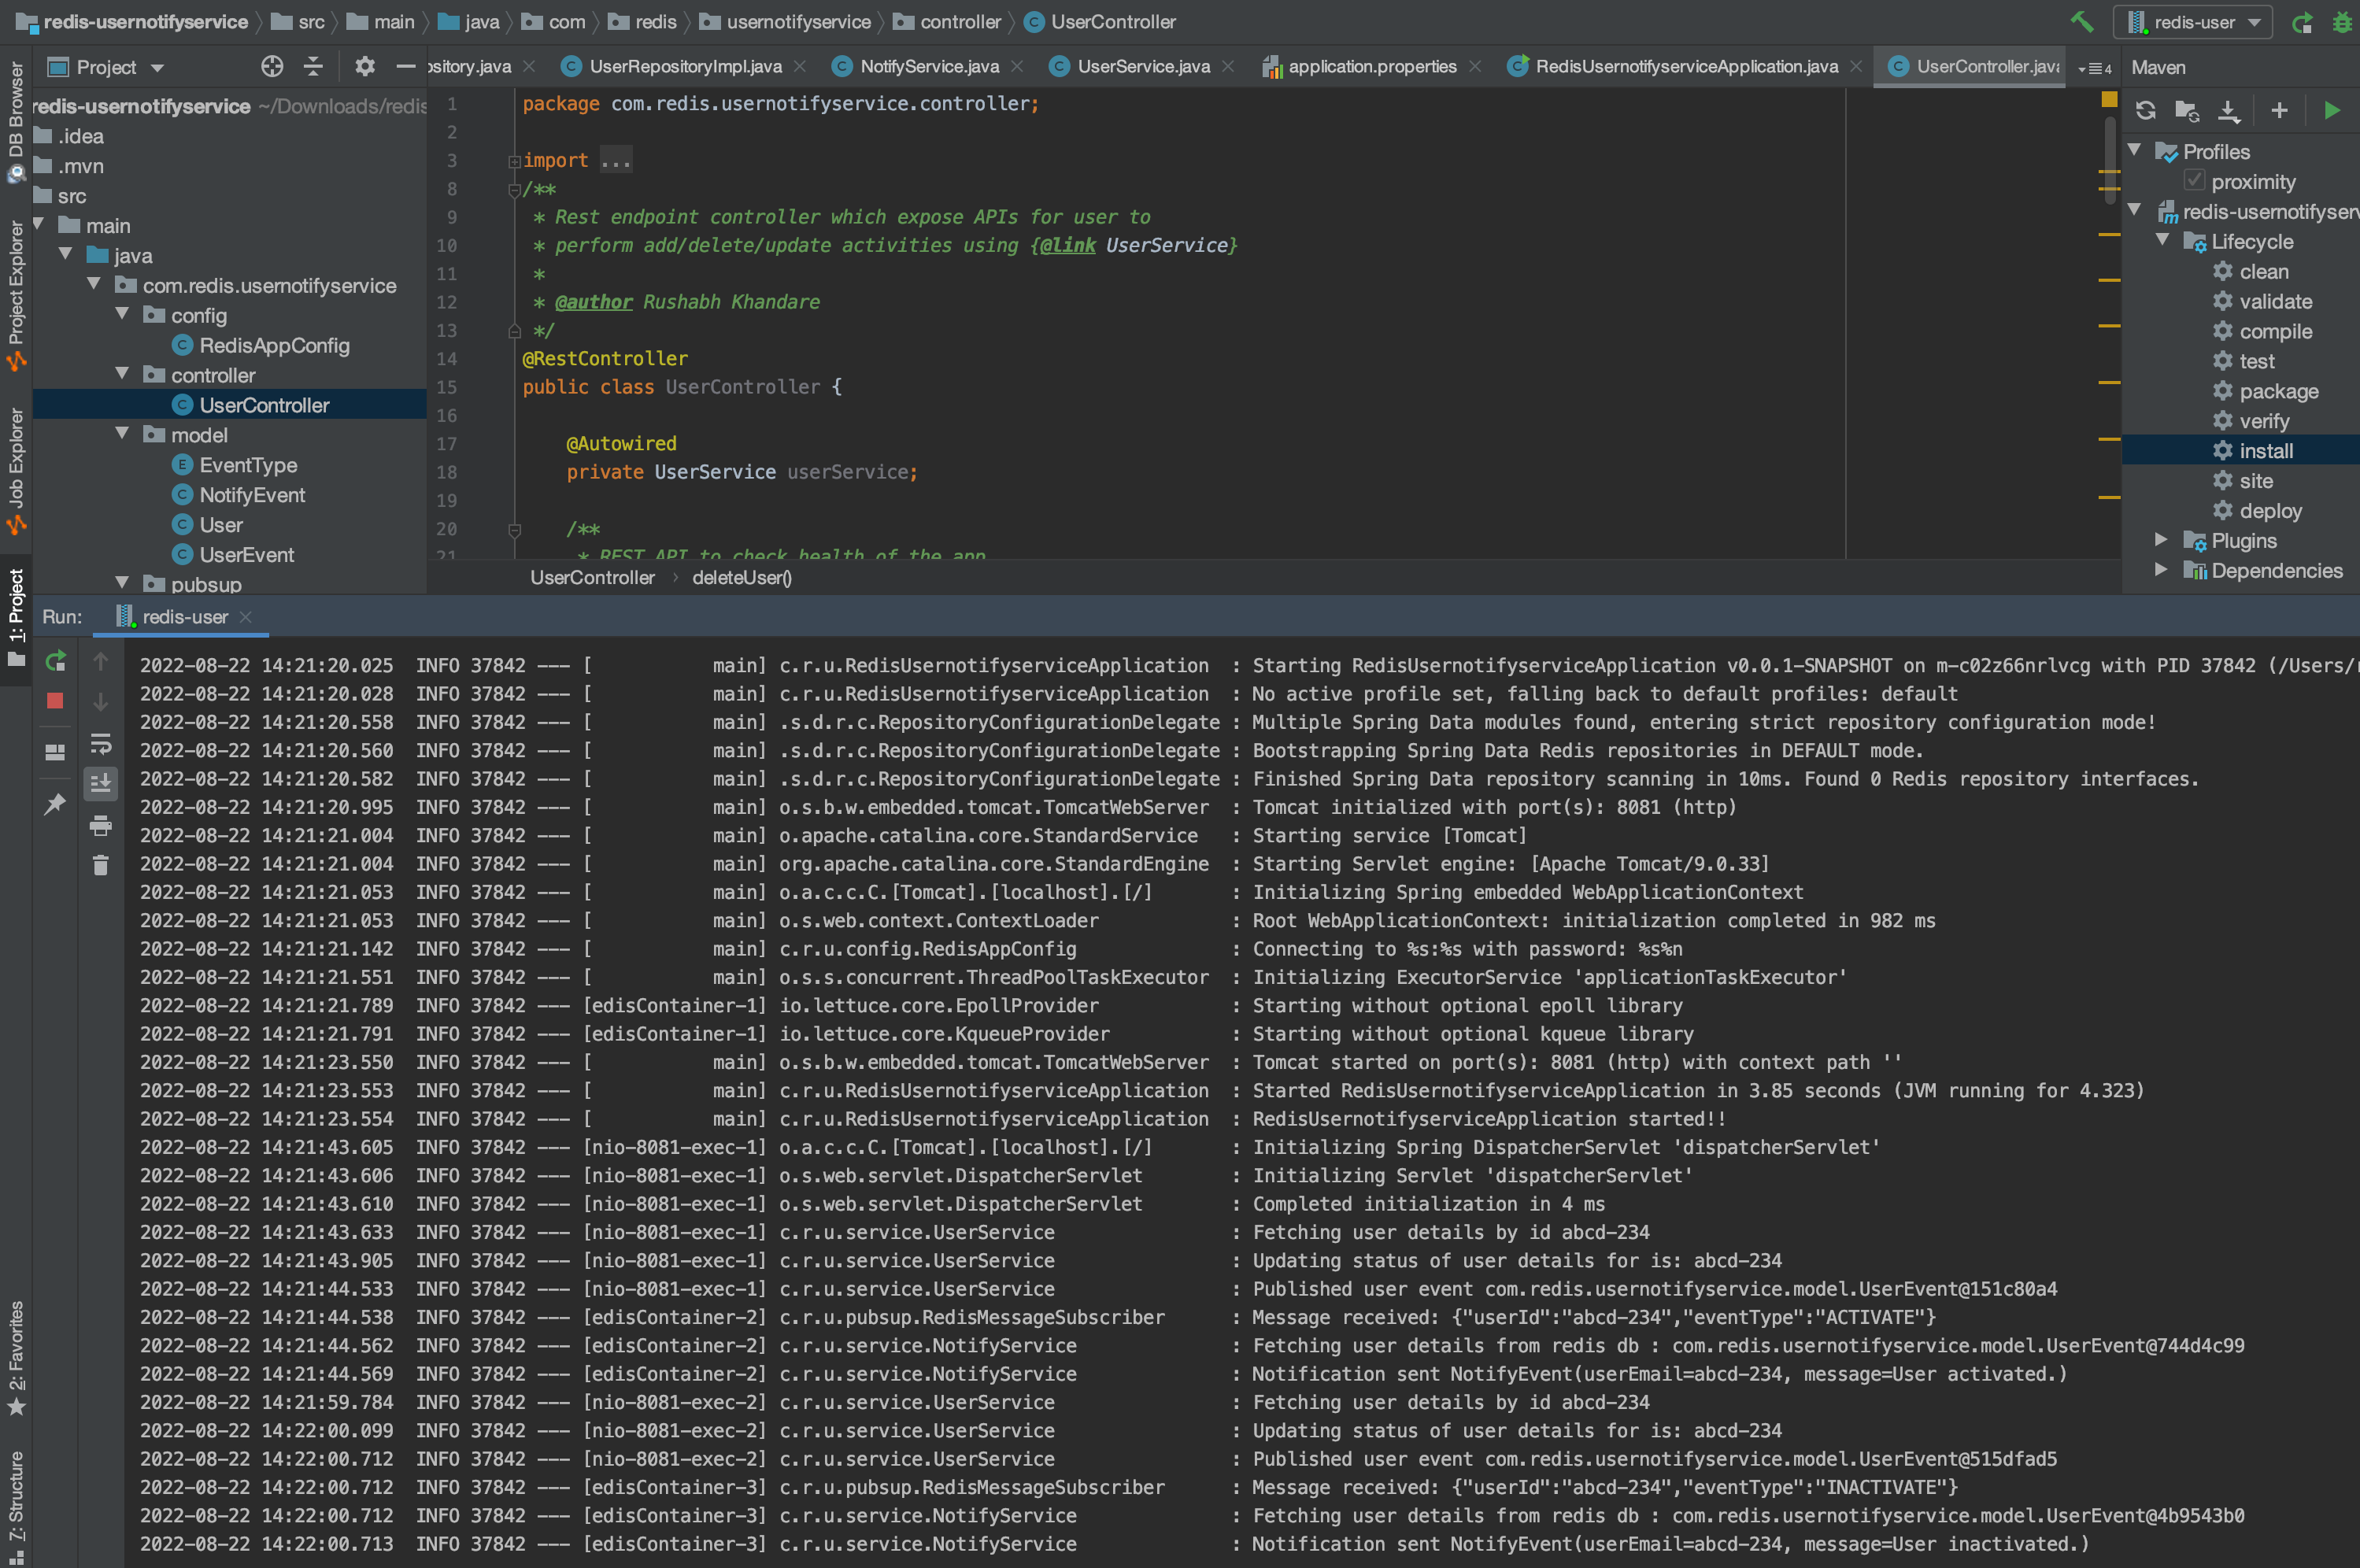 redis-usernotifyservice src main java com redis usernotifyservice controller UserController redis-user
Project
ository.java UserRepositoryImpl.java NotifyService.java UserService.java application.properties RedisUsernotifyserviceApplication.java UserController.java 4
Maven
DB Browser
Project Explorer
Job Explorer
1: Project
2: Favorites
7: Structure
redis-usernotifyservice ~/Downloads/redis
.idea
.mvn
src
main
java
com.redis.usernotifyservice
config
RedisAppConfig
controller
UserController
model
EventType
NotifyEvent
User
UserEvent
pubsup
1 package com.redis.usernotifyservice.controller;
2
3 import ...
8 /**
9 * Rest endpoint controller which expose APIs for user to
10 * perform add/delete/update activities using {@link UserService}
11 *
12 * @author Rushabh Khandare
13 */
14 @RestController
15 public class UserController {
16
17 @Autowired
18 private UserService userService;
19
20 /**
21 * REST API to check health of the app
UserController deleteUser()
Profiles
proximity
redis-usernotifyserv
Lifecycle
clean
validate
compile
test
package
verify
install
site
deploy
Plugins
Dependencies
Run: redis-user
2022-08-22 14:21:20.025 INFO 37842 --- [ main] c.r.u.RedisUsernotifyserviceApplication : Starting RedisUsernotifyserviceApplication v0.0.1-SNAPSHOT on m-c02z66nrlvcg with PID 37842 (/Users/r
2022-08-22 14:21:20.028 INFO 37842 --- [ main] c.r.u.RedisUsernotifyserviceApplication : No active profile set, falling back to default profiles: default
2022-08-22 14:21:20.558 INFO 37842 --- [ main] .s.d.r.c.RepositoryConfigurationDelegate : Multiple Spring Data modules found, entering strict repository configuration mode!
2022-08-22 14:21:20.560 INFO 37842 --- [ main] .s.d.r.c.RepositoryConfigurationDelegate : Bootstrapping Spring Data Redis repositories in DEFAULT mode.
2022-08-22 14:21:20.582 INFO 37842 --- [ main] .s.d.r.c.RepositoryConfigurationDelegate : Finished Spring Data repository scanning in 10ms. Found 0 Redis repository interfaces.
2022-08-22 14:21:20.995 INFO 37842 --- [ main] o.s.b.w.embedded.tomcat.TomcatWebServer : Tomcat initialized with port(s): 8081 (http)
2022-08-22 14:21:21.004 INFO 37842 --- [ main] o.apache.catalina.core.StandardService : Starting service [Tomcat]
2022-08-22 14:21:21.004 INFO 37842 --- [ main] org.apache.catalina.core.StandardEngine : Starting Servlet engine: [Apache Tomcat/9.0.33]
2022-08-22 14:21:21.053 INFO 37842 --- [ main] o.a.c.c.C.[Tomcat].[localhost].[/] : Initializing Spring embedded WebApplicationContext
2022-08-22 14:21:21.053 INFO 37842 --- [ main] o.s.web.context.ContextLoader : Root WebApplicationContext: initialization completed in 982 ms
2022-08-22 14:21:21.142 INFO 37842 --- [ main] c.r.u.config.RedisAppConfig : Connecting to %s:%s with password: %s%n
2022-08-22 14:21:21.551 INFO 37842 --- [ main] o.s.s.concurrent.ThreadPoolTaskExecutor : Initializing ExecutorService 'applicationTaskExecutor'
2022-08-22 14:21:21.789 INFO 37842 --- [edisContainer-1] io.lettuce.core.EpollProvider : Starting without optional epoll library
2022-08-22 14:21:21.791 INFO 37842 --- [edisContainer-1] io.lettuce.core.KqueueProvider : Starting without optional kqueue library
2022-08-22 14:21:23.550 INFO 37842 --- [ main] o.s.b.w.embedded.tomcat.TomcatWebServer : Tomcat started on port(s): 8081 (http) with context path ''
2022-08-22 14:21:23.553 INFO 37842 --- [ main] c.r.u.RedisUsernotifyserviceApplication : Started RedisUsernotifyserviceApplication in 3.85 seconds (JVM running for 4.323)
2022-08-22 14:21:23.554 INFO 37842 --- [ main] c.r.u.RedisUsernotifyserviceApplication : RedisUsernotifyserviceApplication started!!
2022-08-22 14:21:43.605 INFO 37842 --- [nio-8081-exec-1] o.a.c.c.C.[Tomcat].[localhost].[/] : Initializing Spring DispatcherServlet 'dispatcherServlet'
2022-08-22 14:21:43.606 INFO 37842 --- [nio-8081-exec-1] o.s.web.servlet.DispatcherServlet : Initializing Servlet 'dispatcherServlet'
2022-08-22 14:21:43.610 INFO 37842 --- [nio-8081-exec-1] o.s.web.servlet.DispatcherServlet : Completed initialization in 4 ms
2022-08-22 14:21:43.633 INFO 37842 --- [nio-8081-exec-1] c.r.u.service.UserService : Fetching user details by id abcd-234
2022-08-22 14:21:43.905 INFO 37842 --- [nio-8081-exec-1] c.r.u.service.UserService : Updating status of user details for is: abcd-234
2022-08-22 14:21:44.533 INFO 37842 --- [nio-8081-exec-1] c.r.u.service.UserService : Published user event com.redis.usernotifyservice.model.UserEvent@151c80a4
2022-08-22 14:21:44.538 INFO 37842 --- [edisContainer-2] c.r.u.pubsup.RedisMessageSubscriber : Message received: {"userId":"abcd-234","eventType":"ACTIVATE"}
2022-08-22 14:21:44.562 INFO 37842 --- [edisContainer-2] c.r.u.service.NotifyService : Fetching user details from redis db : com.redis.usernotifyservice.model.UserEvent@744d4c99
2022-08-22 14:21:44.569 INFO 37842 --- [edisContainer-2] c.r.u.service.NotifyService : Notification sent NotifyEvent(userEmail=abcd-234, message=User activated.)
2022-08-22 14:21:59.784 INFO 37842 --- [nio-8081-exec-2] c.r.u.service.UserService : Fetching user details by id abcd-234
2022-08-22 14:22:00.099 INFO 37842 --- [nio-8081-exec-2] c.r.u.service.UserService : Updating status of user details for is: abcd-234
2022-08-22 14:22:00.712 INFO 37842 --- [nio-8081-exec-2] c.r.u.service.UserService : Published user event com.redis.usernotifyservice.model.UserEvent@515dfad5
2022-08-22 14:22:00.712 INFO 37842 --- [edisContainer-3] c.r.u.pubsup.RedisMessageSubscriber : Message received: {"userId":"abcd-234","eventType":"INACTIVATE"}
2022-08-22 14:22:00.712 INFO 37842 --- [edisContainer-3] c.r.u.service.NotifyService : Fetching user details from redis db : com.redis.usernotifyservice.model.UserEvent@4b9543b0
2022-08-22 14:22:00.713 INFO 37842 --- [edisContainer-3] c.r.u.service.NotifyService : Notification sent NotifyEvent(userEmail=abcd-234, message=User inactivated.)